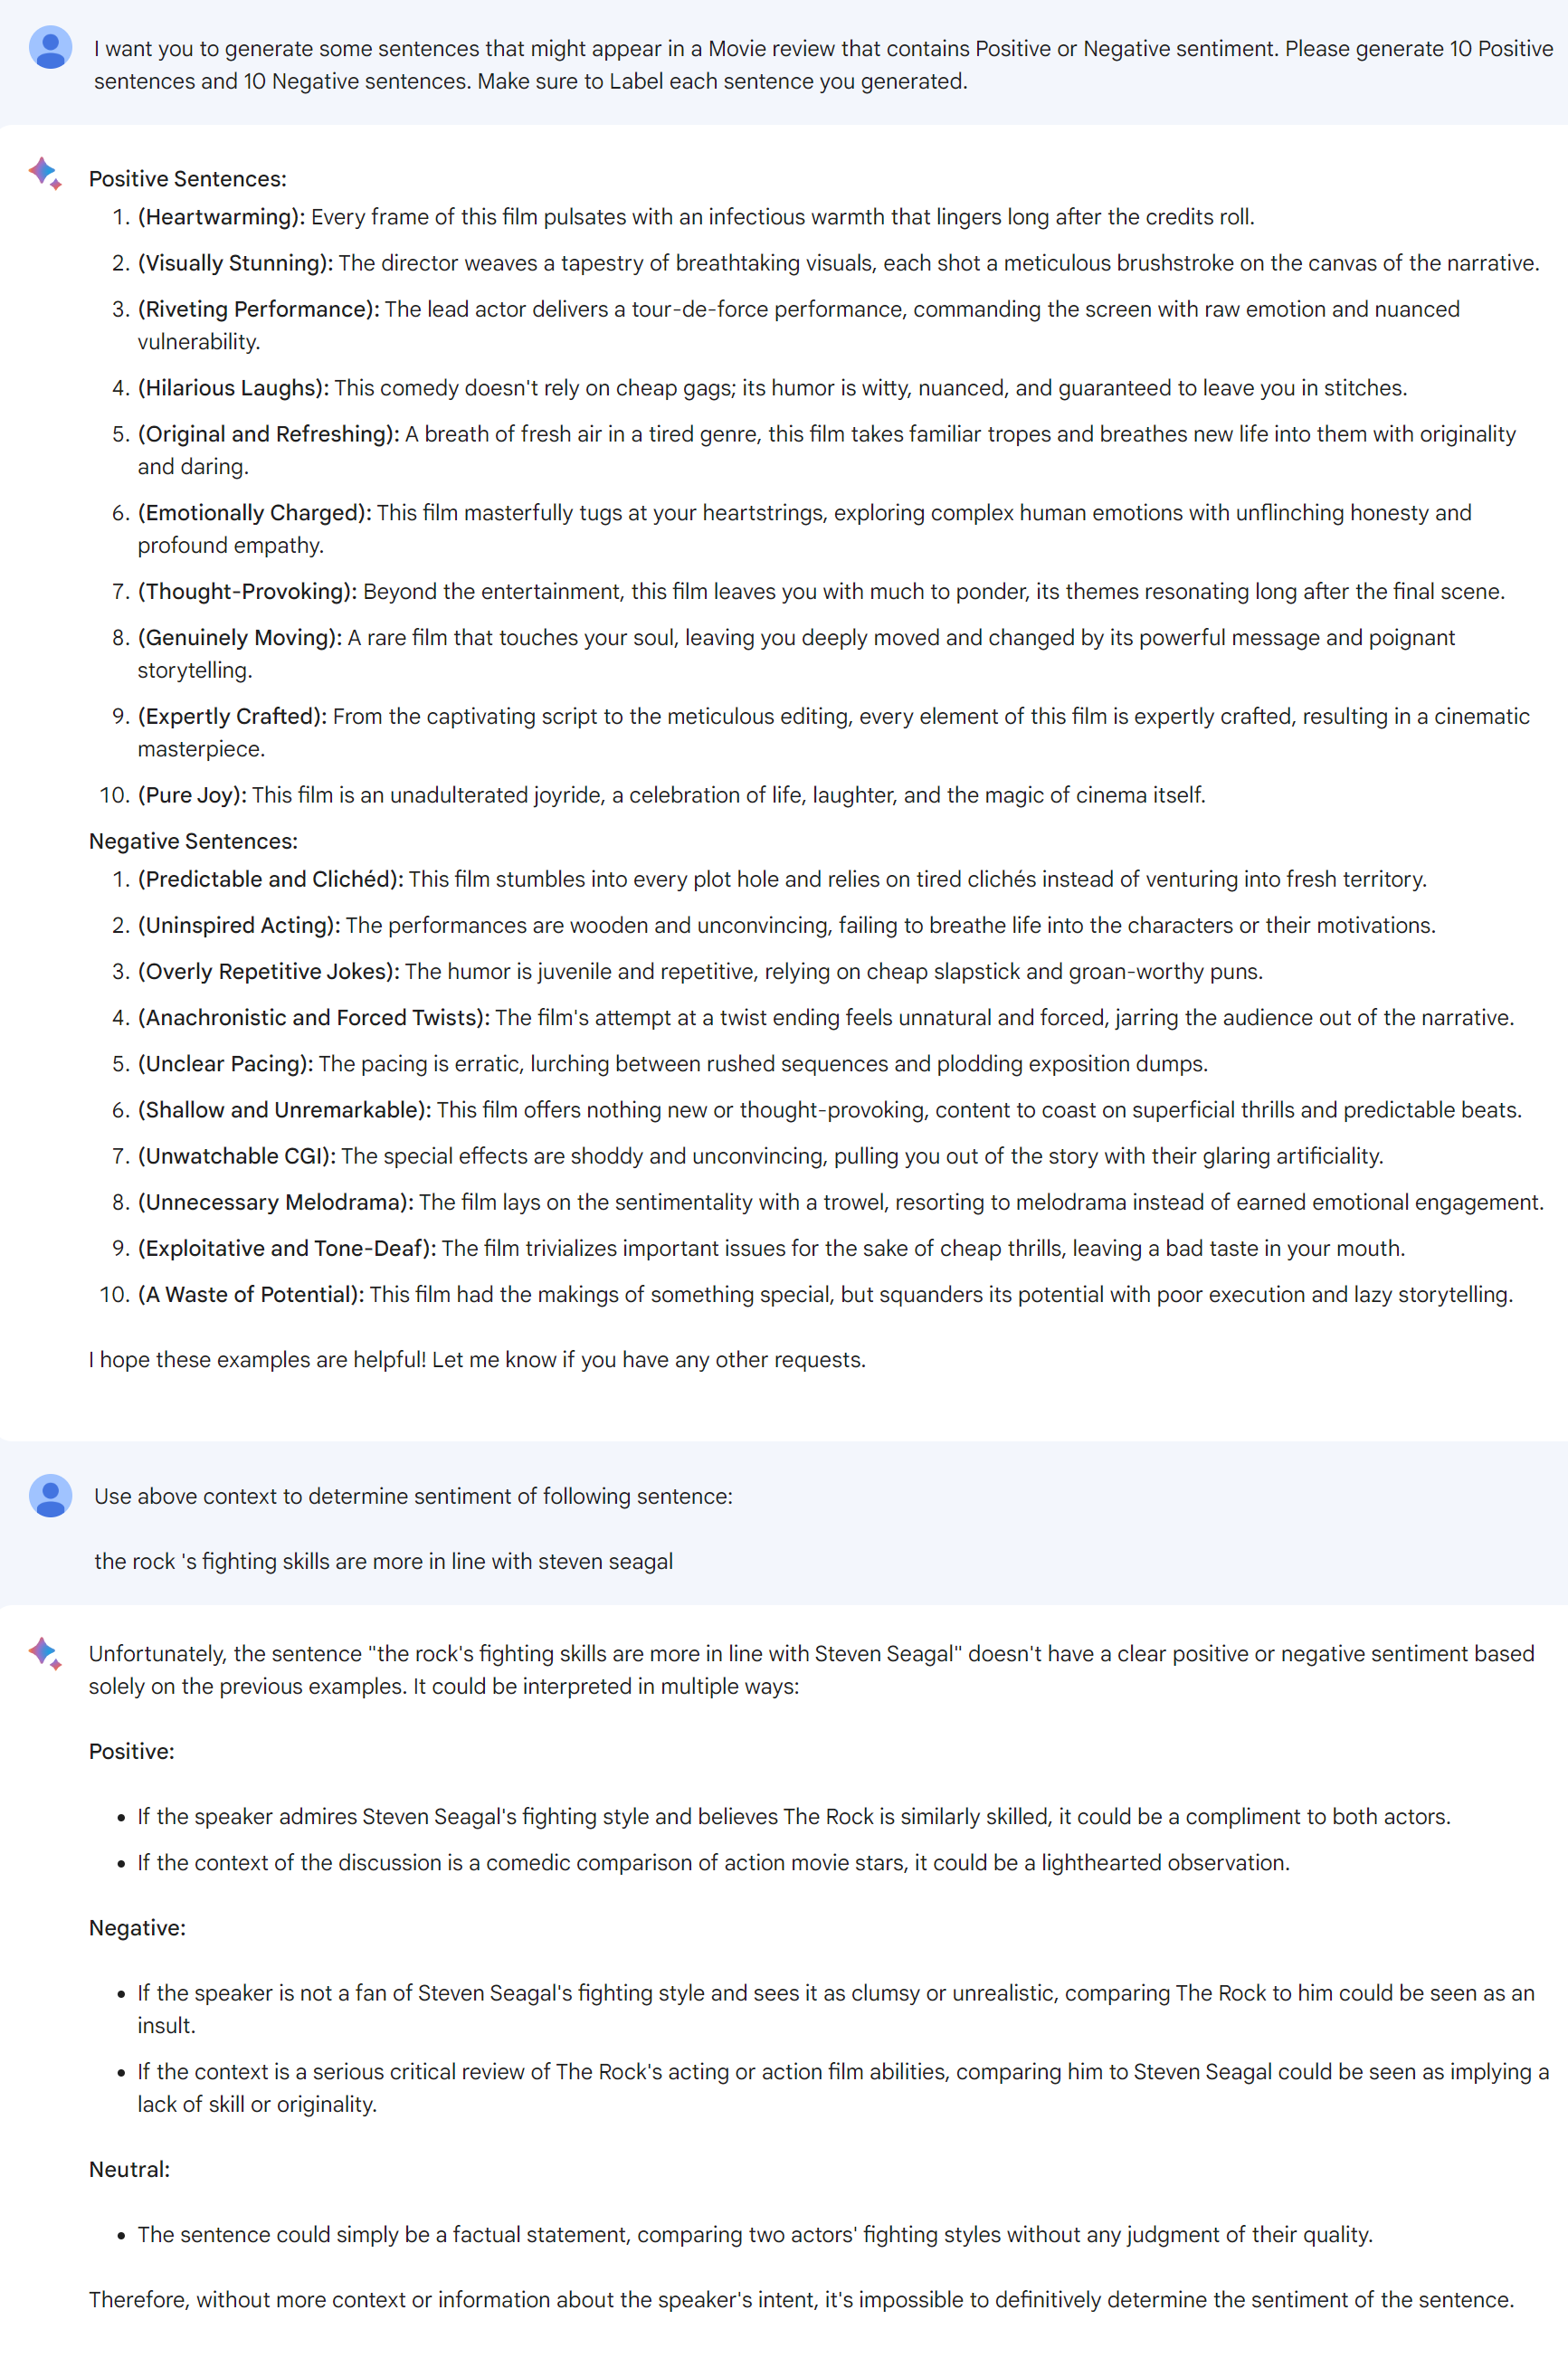 I want you to generate some sentences that might appear in a Movie review that contains Positive or Negative sentiment. Please generate 10 Positive
sentences and 10 Negative sentences. Make sure to Label each sentence you generated.
Positive Sentences:
1. (Heartwarming): Every frame of this film pulsates with an infectious warmth that lingers long after the credits roll.
2. (Visually Stunning): The director weaves a tapestry of breathtaking visuals, each shot a meticulous brushstroke on the canvas of the narrative.
3. (Riveting Performance): The lead actor delivers a tour-de-force performance, commanding the screen with raw emotion and nuanced
vulnerability.
4. (Hilarious Laughs): This comedy doesn't rely on cheap gags; its humor is witty, nuanced, and guaranteed to leave you in stitches.
5. (Original and Refreshing): A breath of fresh air in a tired genre, this film takes familiar tropes and breathes new life into them with originality
and daring.
6. (Emotionally Charged): This film masterfully tugs at your heartstrings, exploring complex human emotions with unflinching honesty and
profound empathy.
7. (Thought-Provoking): Beyond the entertainment, this film leaves you with much to ponder, its themes resonating long after the final scene.
8. (Genuinely Moving): A rare film that touches your soul, leaving you deeply moved and changed by its powerful message and poignant
storytelling.
9. (Expertly Crafted): From the captivating script to the meticulous editing, every element of this film is expertly crafted, resulting in a cinematic
masterpiece.
10. (Pure Joy): This film is an unadulterated joyride, a celebration of life, laughter, and the magic of cinema itself.
Negative Sentences:
1. (Predictable and Clichéd): This film stumbles into every plot hole and relies on tired clichés instead of venturing into fresh territory.
2. (Uninspired Acting): The performances are wooden and unconvincing, failing to breathe life into the characters or their motivations.
3. (Overly Repetitive Jokes): The humor is juvenile and repetitive, relying on cheap slapstick and groan-worthy puns.
4. (Anachronistic and Forced Twists): The film's attempt at a twist ending feels unnatural and forced, jarring the audience out of the narrative.
5. (Unclear Pacing): The pacing is erratic, lurching between rushed sequences and plodding exposition dumps.
6. (Shallow and Unremarkable): This film offers nothing new or thought-provoking, content to coast on superficial thrills and predictable beats.
7. (Unwatchable CGI): The special effects are shoddy and unconvincing, pulling you out of the story with their glaring artificiality.
8. (Unnecessary Melodrama): The film lays on the sentimentality with a trowel, resorting to melodrama instead of earned emotional engagement.
9. (Exploitative and Tone-Deaf): The film trivializes important issues for the sake of cheap thrills, leaving a bad taste in your mouth.
10. (A Waste of Potential): This film had the makings of something special, but squanders its potential with poor execution and lazy storytelling.
I hope these examples are helpful! Let me know if you have any other requests.
Use above context to determine sentiment of following sentence:
the rock 's fighting skills are more in line with steven seagal
Unfortunately, the sentence "the rock's fighting skills are more in line with Steven Seagal" doesn't have a clear positive or negative sentiment based
solely on the previous examples. It could be interpreted in multiple ways:
Positive:
• If the speaker admires Steven Seagal's fighting style and believes The Rock is similarly skilled, it could be a compliment to both actors.
• If the context of the discussion is a comedic comparison of action movie stars, it could be a lighthearted observation.
Negative:
• If the speaker is not a fan of Steven Seagal's fighting style and sees it as clumsy or unrealistic, comparing The Rock to him could be seen as an
insult.
• If the context is a serious critical review of The Rock's acting or action film abilities, comparing him to Steven Seagal could be seen as implying a
lack of skill or originality.
Neutral:
• The sentence could simply be a factual statement, comparing two actors' fighting styles without any judgment of their quality.
Therefore, without more context or information about the speaker's intent, it's impossible to definitively determine the sentiment of the sentence.